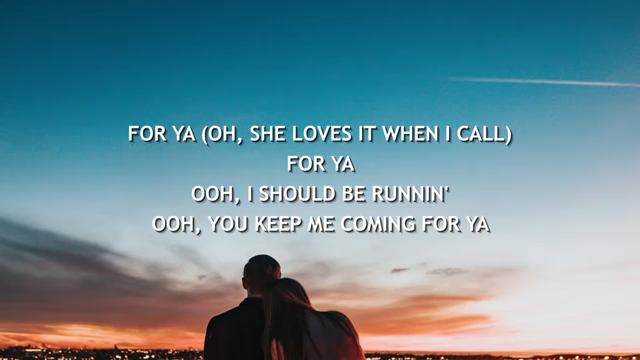 FOR YA (OH, SHE LOVES IT WHEN I CALL)
FOR YA
OOH, I SHOULD BE RUNNIN'
OOH, YOU KEEP ME COMING FOR YA